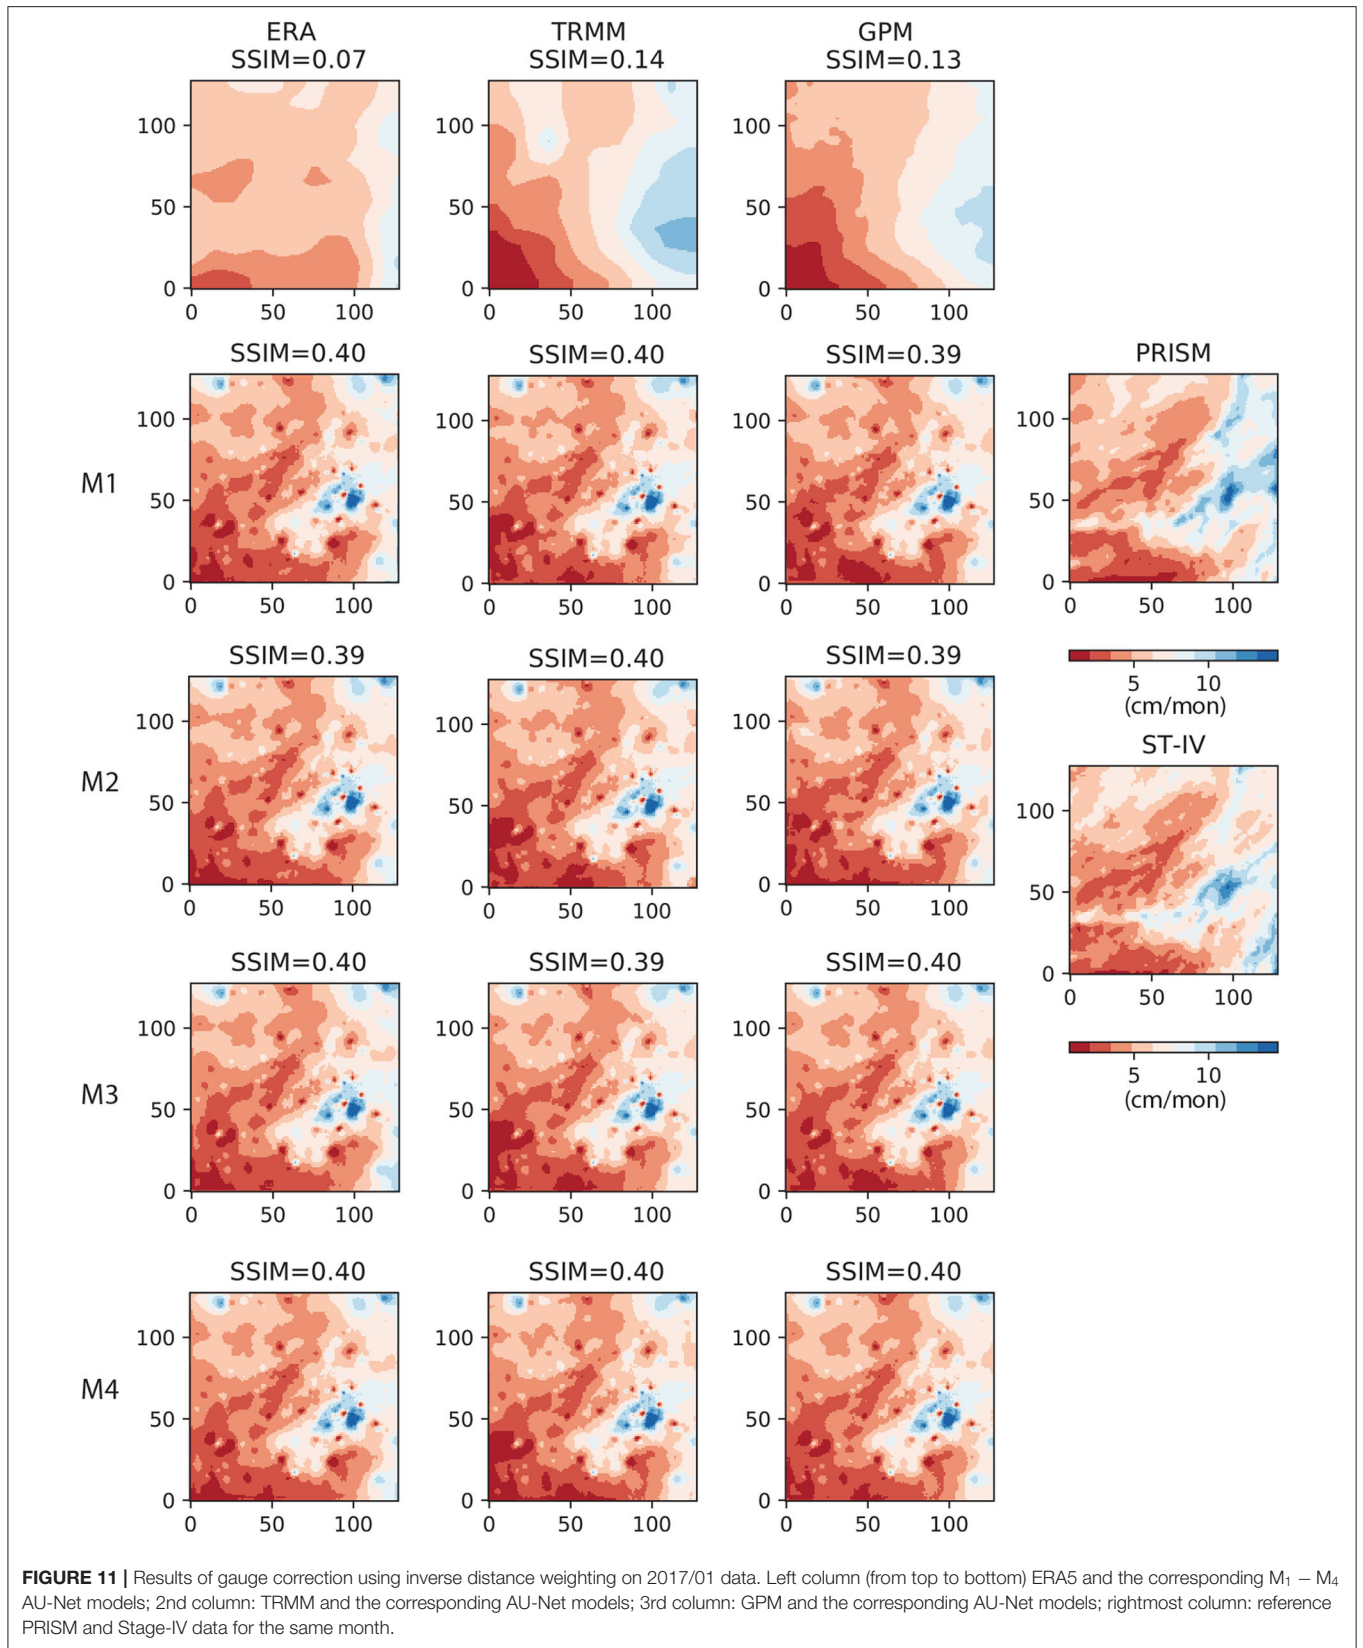 ERA TRMM GPM
SSIM=0.07 SSIM=0.14 SSIM=0.13
100 100 100
50 50 50
0 0 0
0 50 100 0 50 100 0 50 100
SSIM=0.40 SSIM=0.40 SSIM=0.39 PRISM
100 100 100 100
M1 50 50 50 50
0 0 0 0
0 50 100 0 50 100 0 50 100 0 50 100
5 10
(cm/mon)
SSIM=0.39 SSIM=0.40 SSIM=0.39 ST-IV
100 100 100 100
M2 50 50 50 50
0 0 0 0
0 50 100 0 50 100 0 50 100 0 50 100
5 10
(cm/mon)
SSIM=0.40 SSIM=0.39 SSIM=0.40
100 100 100
M3 50 50 50
0 0 0
0 50 100 0 50 100 0 50 100
SSIM=0.40 SSIM=0.40 SSIM=0.40
100 100 100
M4 50 50 50
0 0 0
0 50 100 0 50 100 0 50 100
FIGURE 11 | Results of gauge correction using inverse distance weighting on 2017/01 data. Left column (from top to bottom) ERA5 and the corresponding M₁ − M₄
AU-Net models; 2nd column: TRMM and the corresponding AU-Net models; 3rd column: GPM and the corresponding AU-Net models; rightmost column: reference
PRISM and Stage-IV data for the same month.